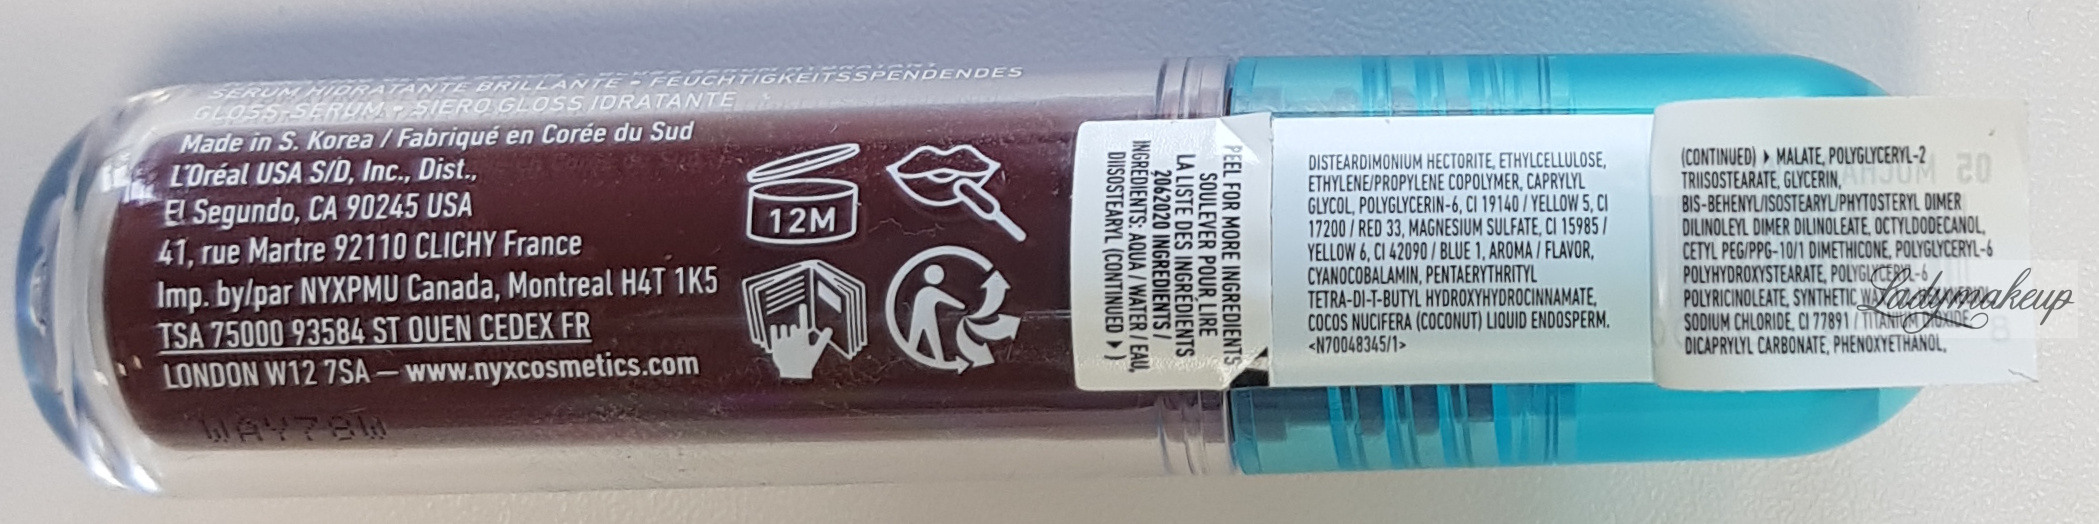 SERUM HIDRATANTE BRILLANTE - FEUCHTIGKEITSSPENDENDES
GLOSS-SERUM - SIERO GLOSS IDRATANTE
Made in S. Korea / Fabriqué en Corée du Sud
L'Oréal USA S/D, Inc., Dist.,
El Segundo, CA 90245 USA
41, rue Martre 92110 CLICHY France
Imp. by/par NYXPMU Canada, Montreal H4T 1K5
TSA 75000 93584 ST OUEN CEDEX FR
LONDON W12 7SA — www.nyxcosmetics.com
WAY78W
12M
PEEL FOR MORE INGREDIENTS
SOULEVER POUR LIRE
LA LISTE DES INGRÉDIENTS
2062020 INGREDIENTS /
INGRÉDIENTS: AQUA / WATER / EAU,
DIISOSTEARYL (CONTINUED ▶)
DISTEARDIMONIUM HECTORITE, ETHYLCELLULOSE,
ETHYLENE/PROPYLENE COPOLYMER, CAPRYLYL
GLYCOL, POLYGLYCERIN-6, CI 19140 / YELLOW 5, CI
17200 / RED 33, MAGNESIUM SULFATE, CI 15985 /
YELLOW 6, CI 42090 / BLUE 1, AROMA / FLAVOR,
CYANOCOBALAMIN, PENTAERYTHRITYL
TETRA-DI-T-BUTYL HYDROXYHYDROCINNAMATE,
COCOS NUCIFERA (COCONUT) LIQUID ENDOSPERM.
<N70048345/1>
(CONTINUED) ▶ MALATE, POLYGLYCERYL-2
TRIISOSTEARATE, GLYCERIN,
BIS-BEHENYL/ISOSTEARYL/PHYTOSTERYL DIMER
DILINOLEYL DIMER DILINOLEATE, OCTYLDODECANOL,
CETYL PEG/PPG-10/1 DIMETHICONE, POLYGLYCERYL-6
POLYHYDROXYSTEARATE, POLYGLYCERYL-6
POLYRICINOLEATE, SYNTHETIC
SODIUM CHLORIDE, CI 77891 / TITANIUM DIOXIDE,
DICAPRYLYL CARBONATE, PHENOXYETHANOL,
Ladymakeup